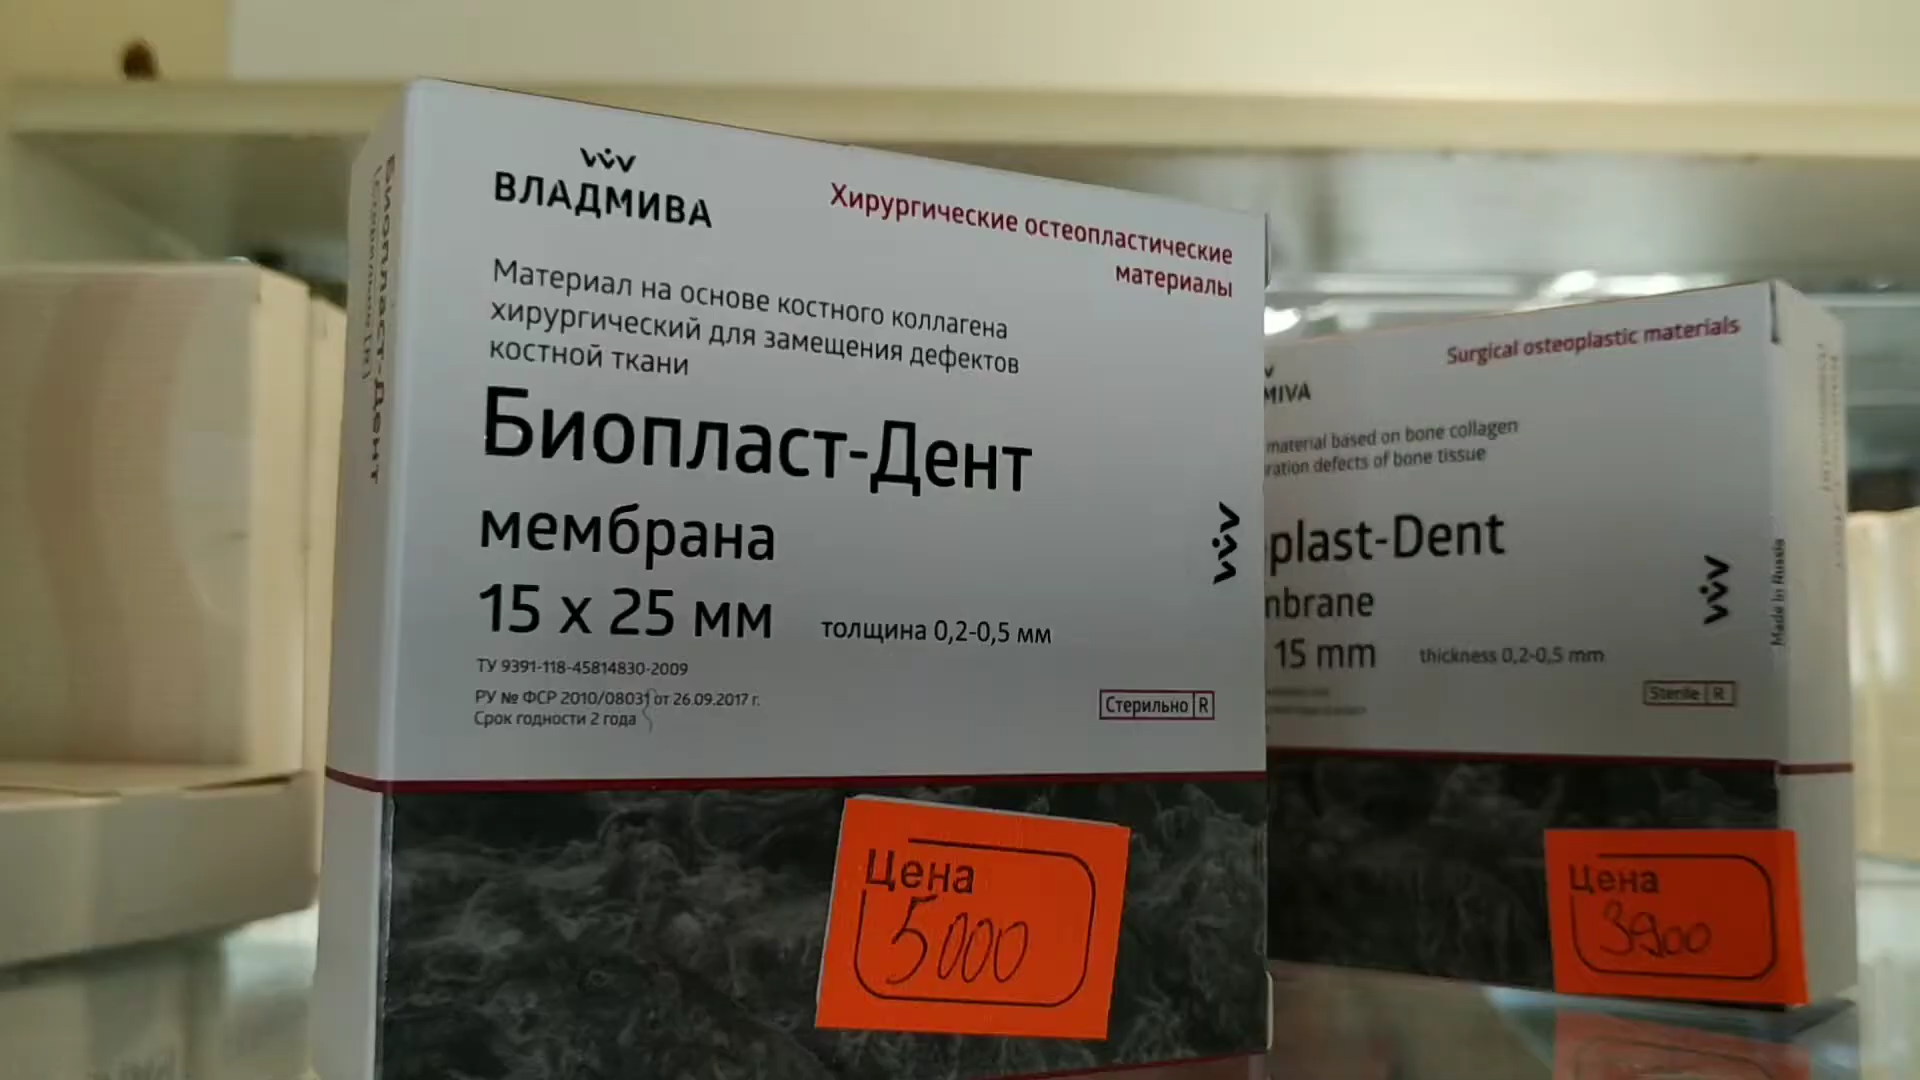 ВЛАДМИВА
Хирургические остеопластические
материалы
Материал на основе костного коллагена
хирургический для замещения дефектов
костной ткани
Биопласт-Дент
мембрана
15 x 25 мм
толщина 0,2-0,5 мм
ТУ 9391-118-45814830-2009
РУ № ФСР 2010/08031 от 26.09.2017 г.
Срок годности 2 года
Стерильно R
Цена
5000
Биопласт-Дент
Surgical osteoplastic materials
MIVA
material based on bone collagen
ration defects of bone tissue
plast-Dent
mbrane
15 mm
thickness 0,2-0,5 mm
Sterile R
Made in Russia
Цена
3900